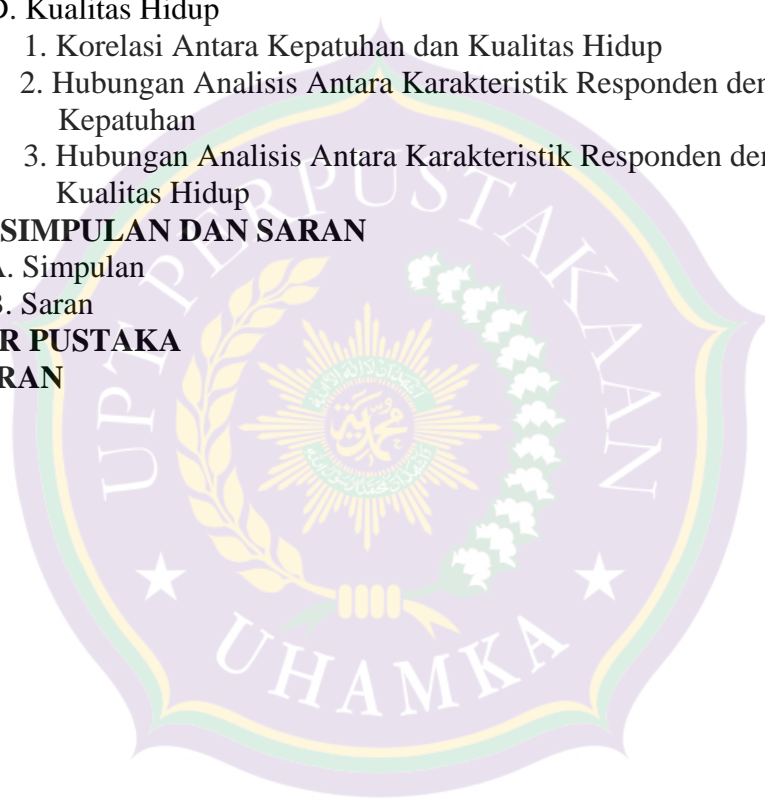 D. Kualitas Hidup
1. Korelasi Antara Kepatuhan dan Kualitas Hidup
2. Hubungan Analisis Antara Karakteristik Responden den
Kepatuhan
3. Hubungan Analisis Antara Karakteristik Responden den
Kualitas Hidup
SIMPULAN DAN SARAN
A. Simpulan
B. Saran
R PUSTAKA
RAN
UPT PERPUSTAKAAN
UHAMKA